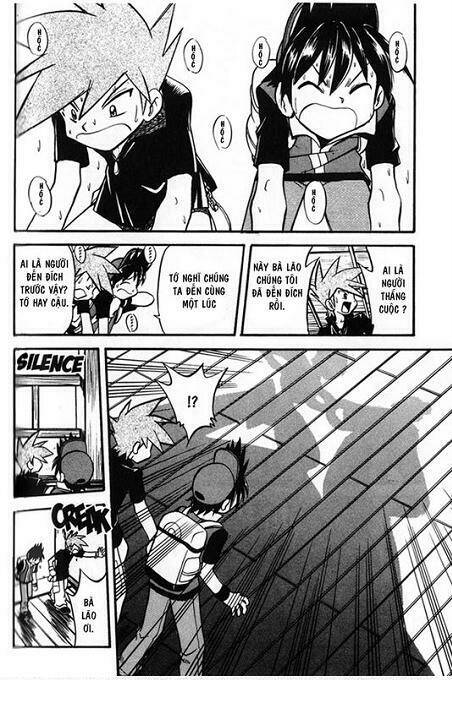 HỘC
HỘC
HỘC
HỘC
HỘC
HỘC
HỘC
AI LÀ NGƯỜI
ĐẾN ĐÍCH
TRƯỚC VẬY?
TỚ HAY CẬU.
TỚ NGHĨ CHÚNG
TA ĐẾN CÙNG
MỘT LÚC
NÀY BÀ LÃO
CHÚNG TÔI
ĐÃ ĐẾN ĐÍCH
RỒI.
AI LÀ
NGƯỜI
THẮNG
CUỘC ?
SILENCE
!?
CREAK
BÀ
LÃO
ƠI.